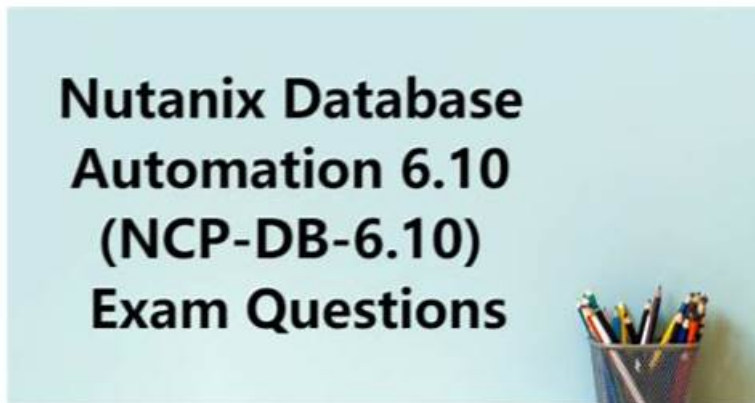 Nutanix Database
Automation 6.10
(NCP-DB-6.10)
Exam Questions